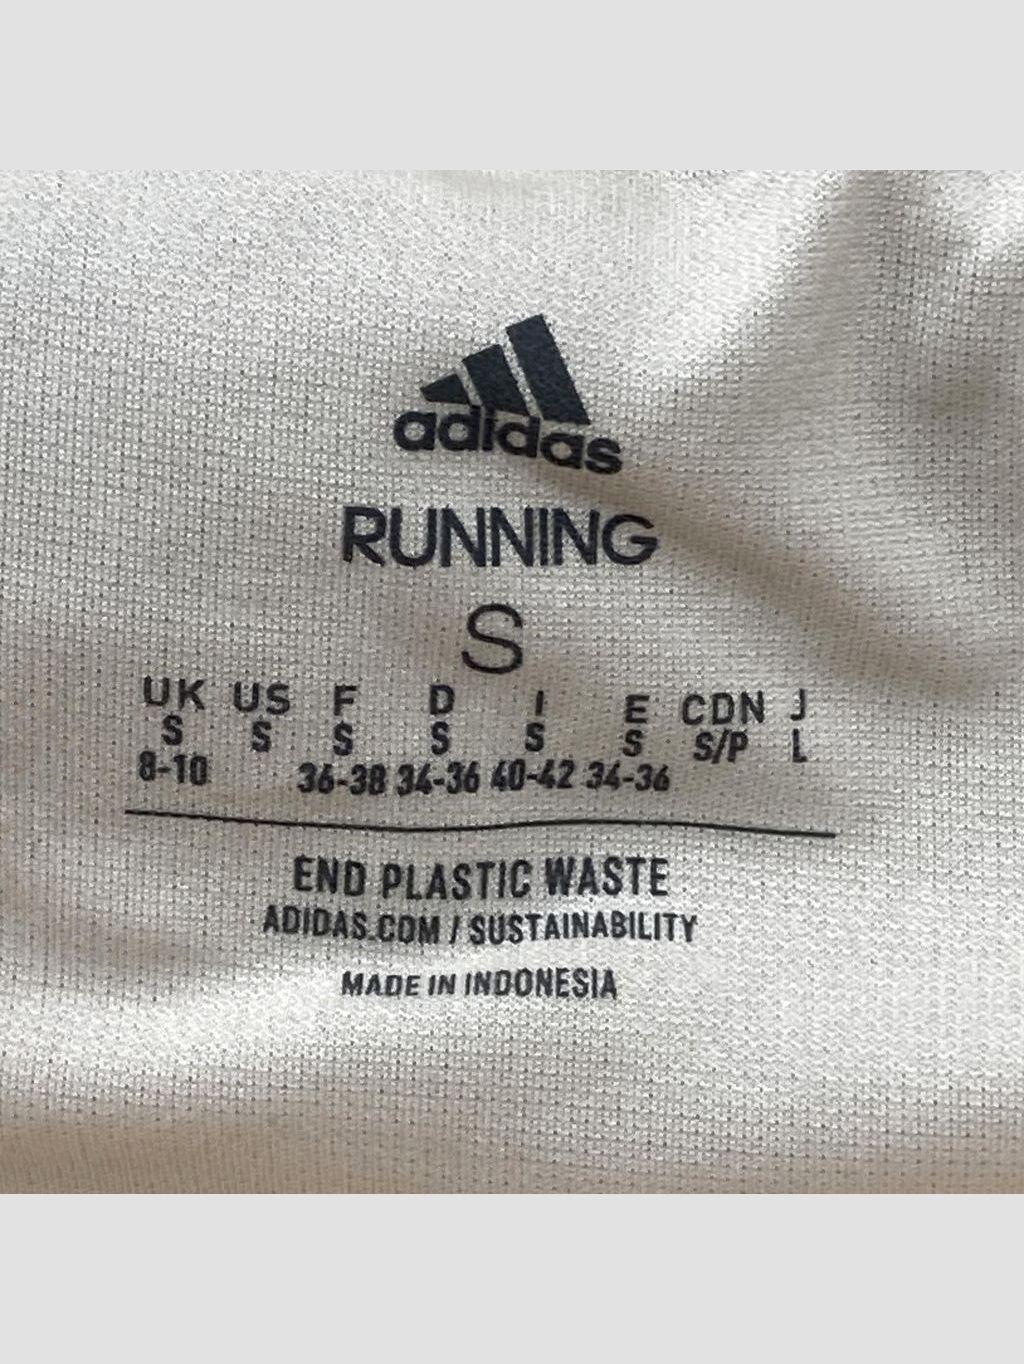 adidas
RUNNING
S
UK US F D I E CDN J
S S S S S S S/P L
8-10 36-38 34-36 40-42 34-36
END PLASTIC WASTE
ADIDAS.COM / SUSTAINABILITY
MADE IN INDONESIA